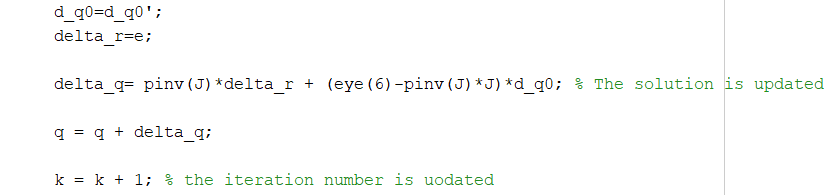 d_q0=d_q0';
delta_r=e;
delta_q= pinv(J)*delta_r + (eye(6)-pinv(J)*J)*d_q0; % The solution is updated
q = q + delta_q;
k = k + 1; % the iteration number is uodated